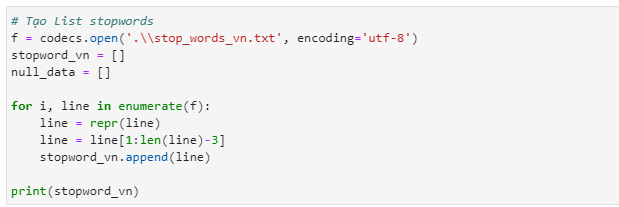 # Tạo List stopwords
f = codecs.open('.\\stop_words_vn.txt', encoding='utf-8')
stopword_vn = []
null_data = []

for i, line in enumerate(f):
    line = repr(line)
    line = line[1:len(line)-3]
    stopword_vn.append(line)

print(stopword_vn)